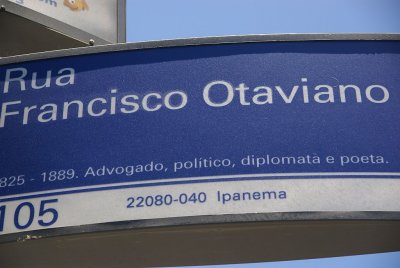 Rua
Francisco Otaviano
825 - 1889. Advogado, político, diplomata e poeta.
105
22080-040 Ipanema